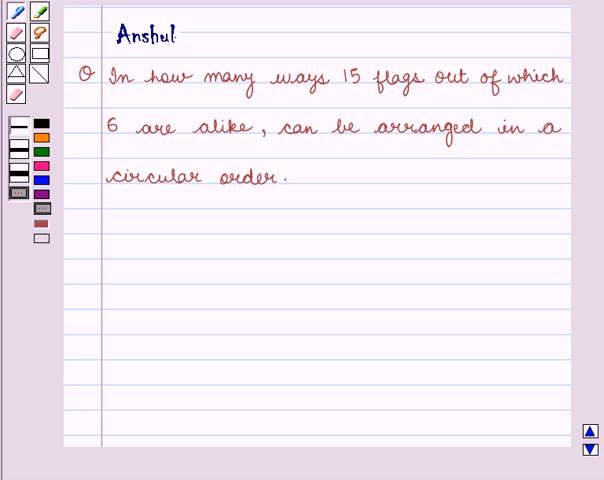 Anshul
Q In how many ways 15 flags out of which
6 are alike, can be arranged in a
circular order.